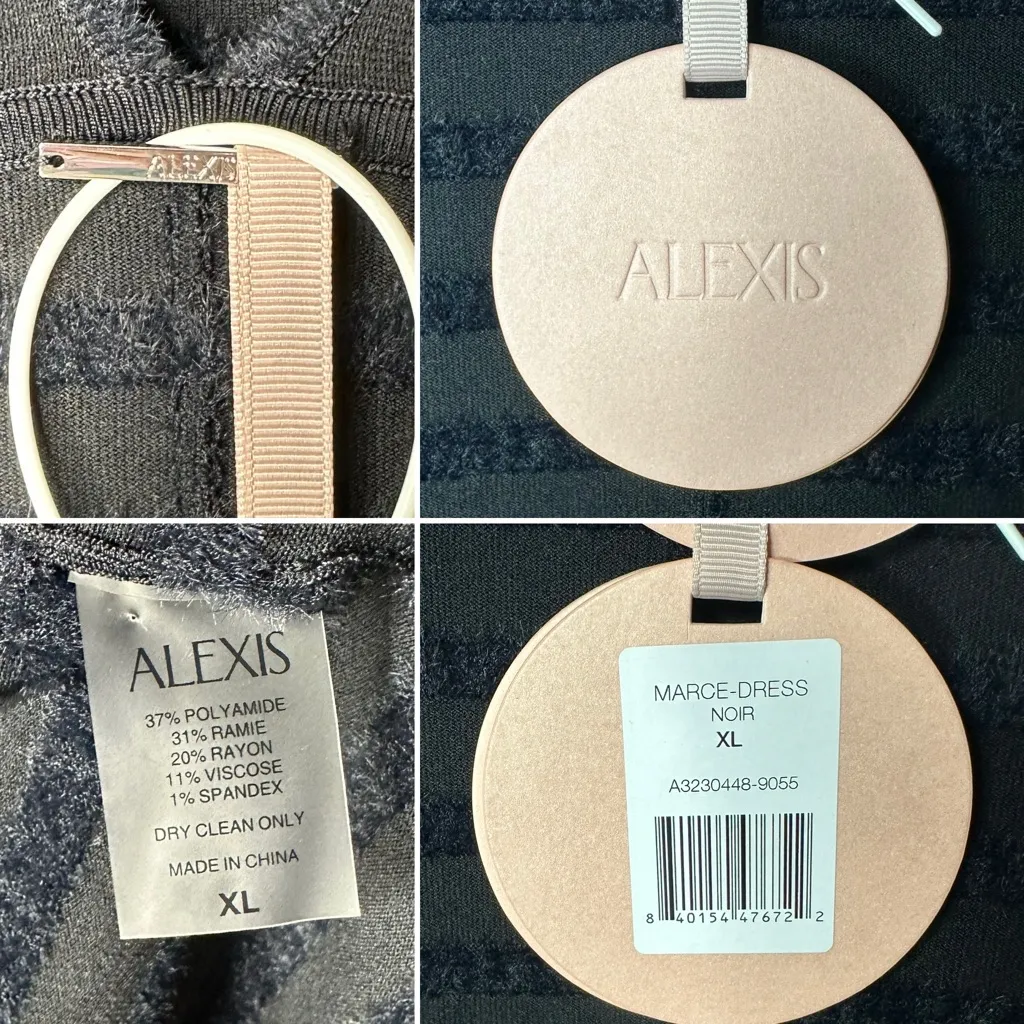 ALEXIS
ALEXIS
ALEXIS
37% POLYAMIDE
31% RAMIE
20% RAYON
11% VISCOSE
1% SPANDEX
DRY CLEAN ONLY
MADE IN CHINA
XL
MARCE-DRESS
NOIR
XL
A3230448-9055
8 40154 47672 2